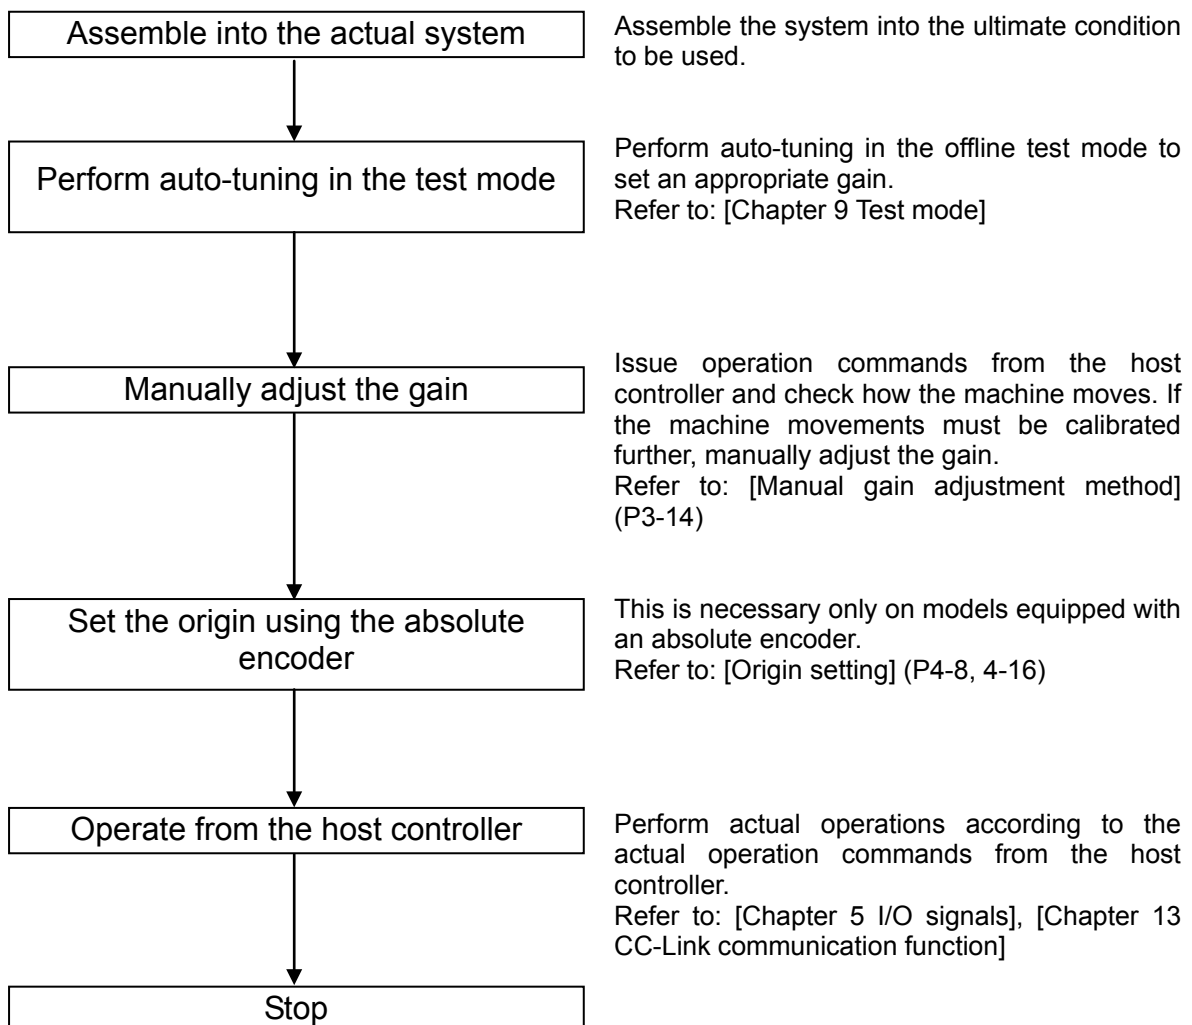 Assemble into the actual system
Assemble the system into the ultimate condition
to be used.
Perform auto-tuning in the test mode
Perform auto-tuning in the offline test mode to
set an appropriate gain.
Refer to: [Chapter 9 Test mode]
Manually adjust the gain
Issue operation commands from the host
controller and check how the machine moves. If
the machine movements must be calibrated
further, manually adjust the gain.
Refer to: [Manual gain adjustment method]
(P3-14)
Set the origin using the absolute
encoder
This is necessary only on models equipped with
an absolute encoder.
Refer to: [Origin setting] (P4-8, 4-16)
Operate from the host controller
Perform actual operations according to the
actual operation commands from the host
controller.
Refer to: [Chapter 5 I/O signals], [Chapter 13
CC-Link communication function]
Stop